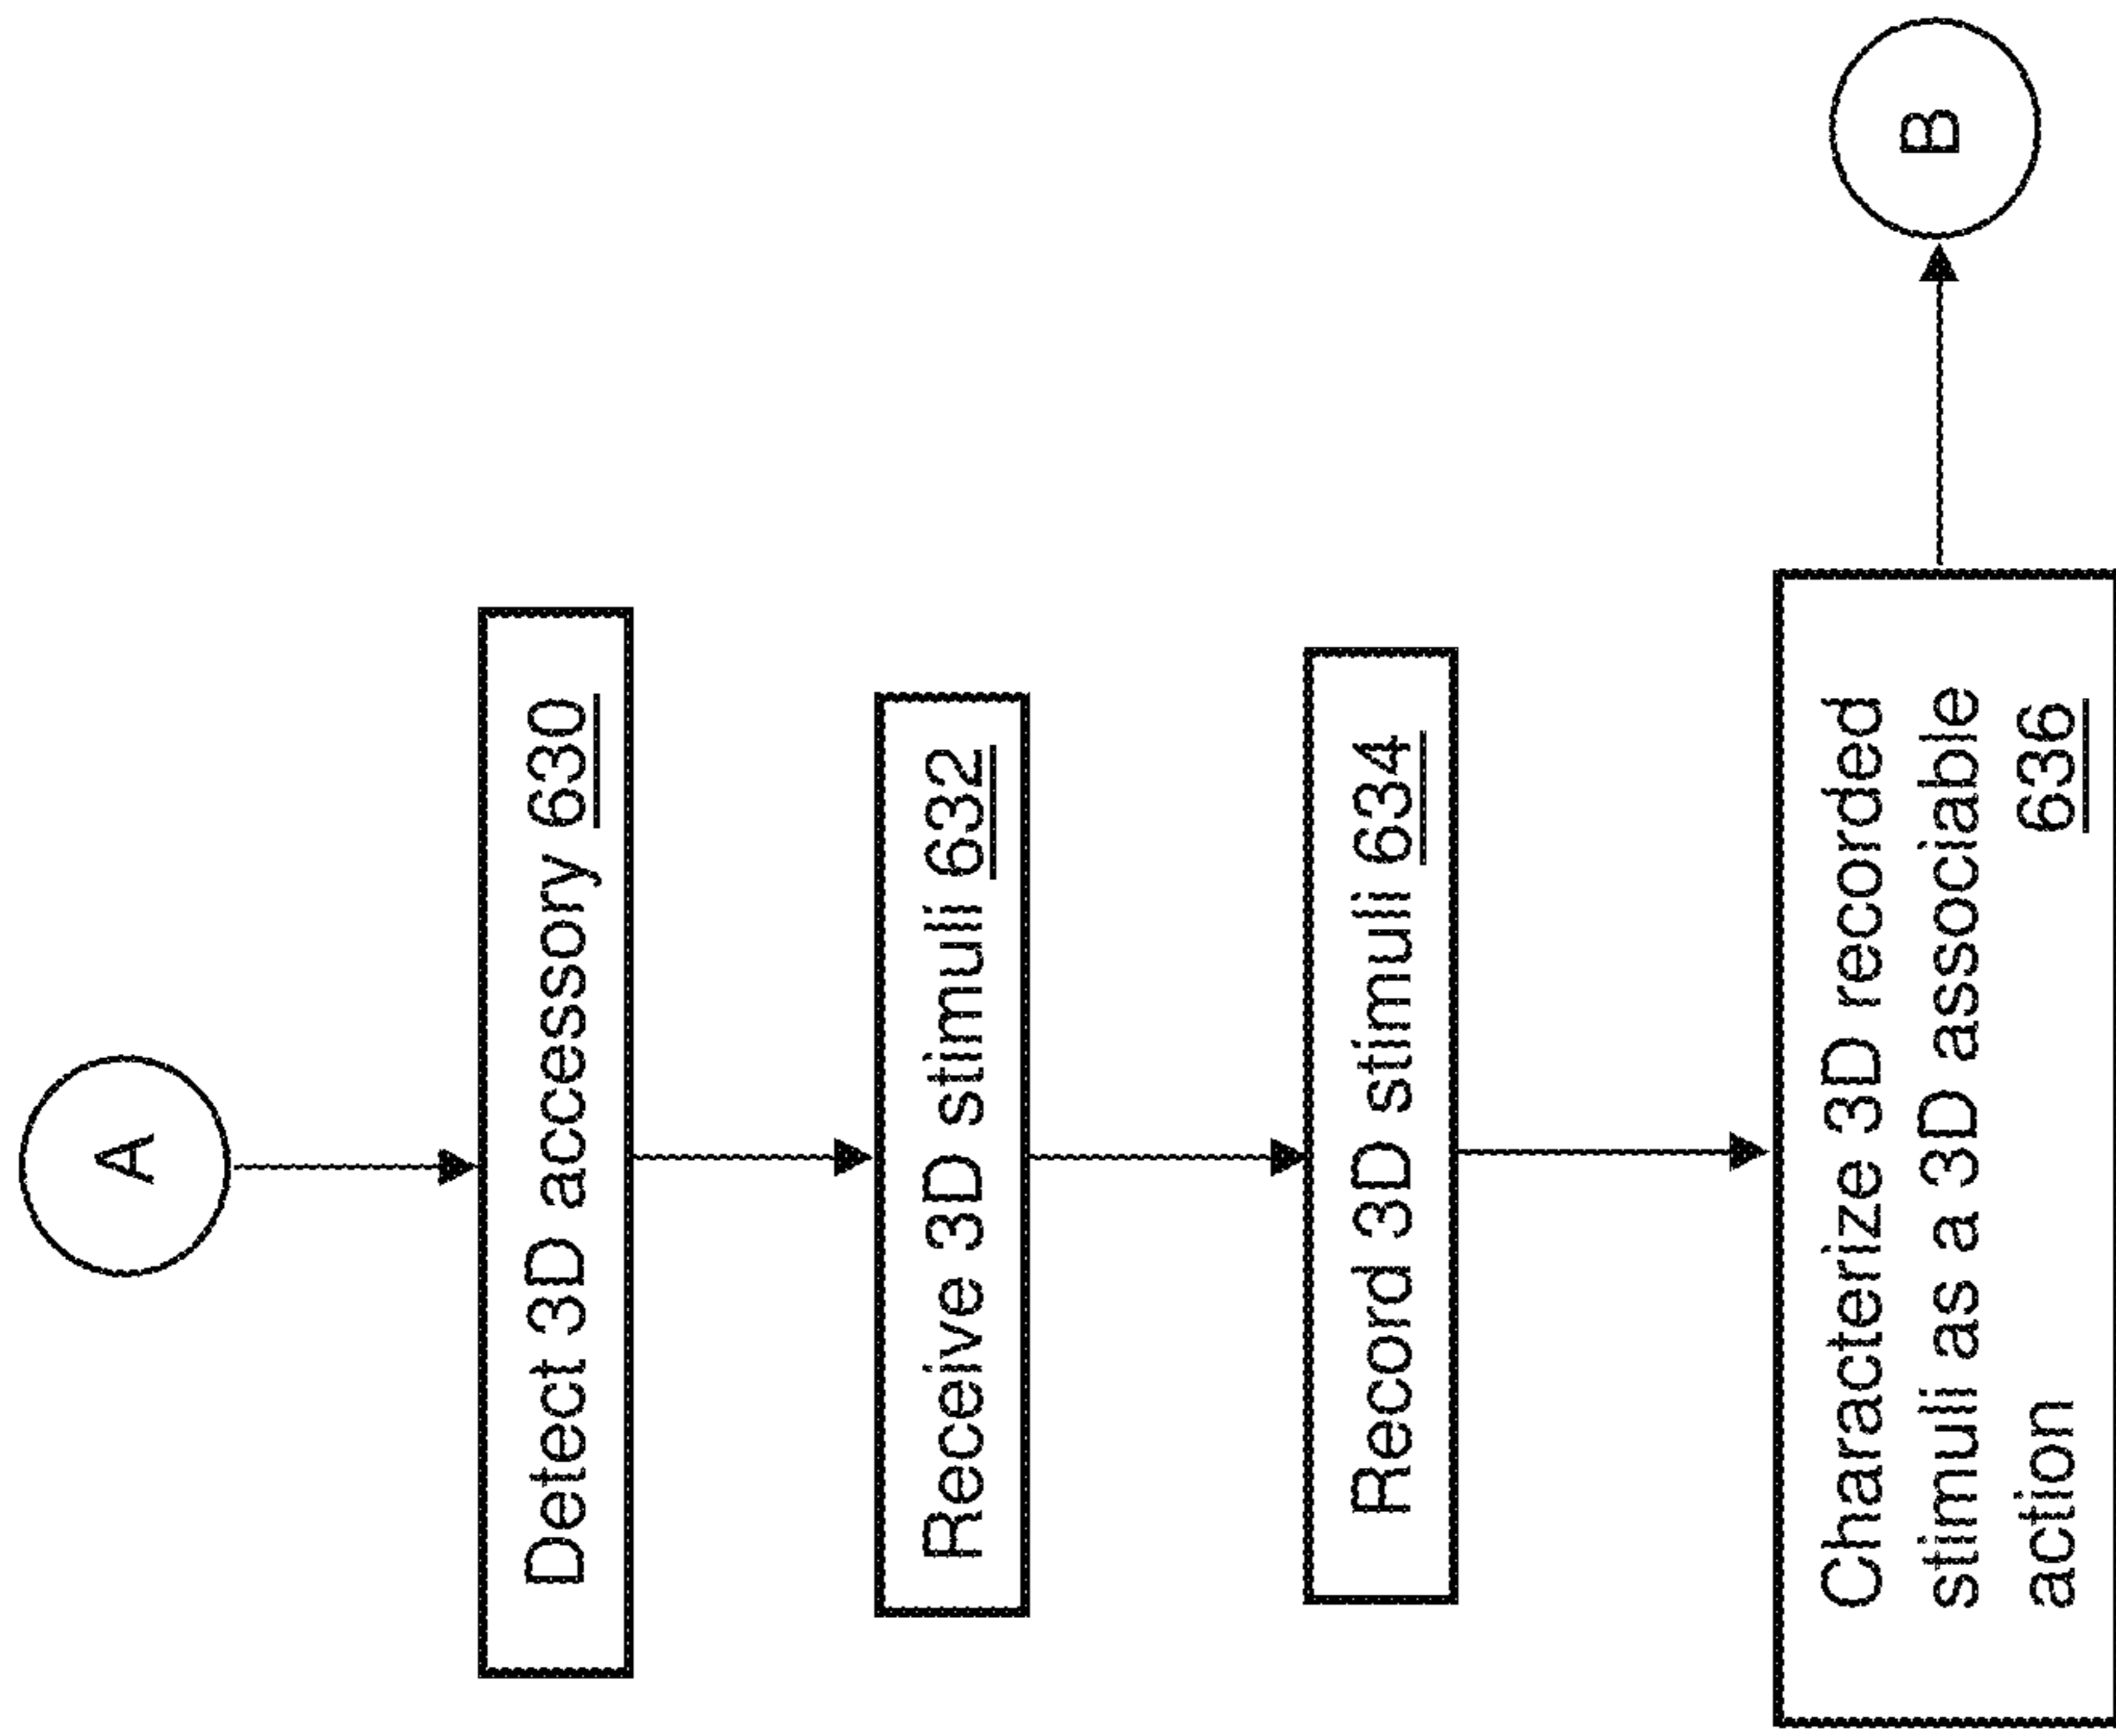 A
Detect 3D accessory 630
Receive 3D stimuli 632
Record 3D stimuli 634
Characterize 3D recorded
stimuli as a 3D associable
action 636
B